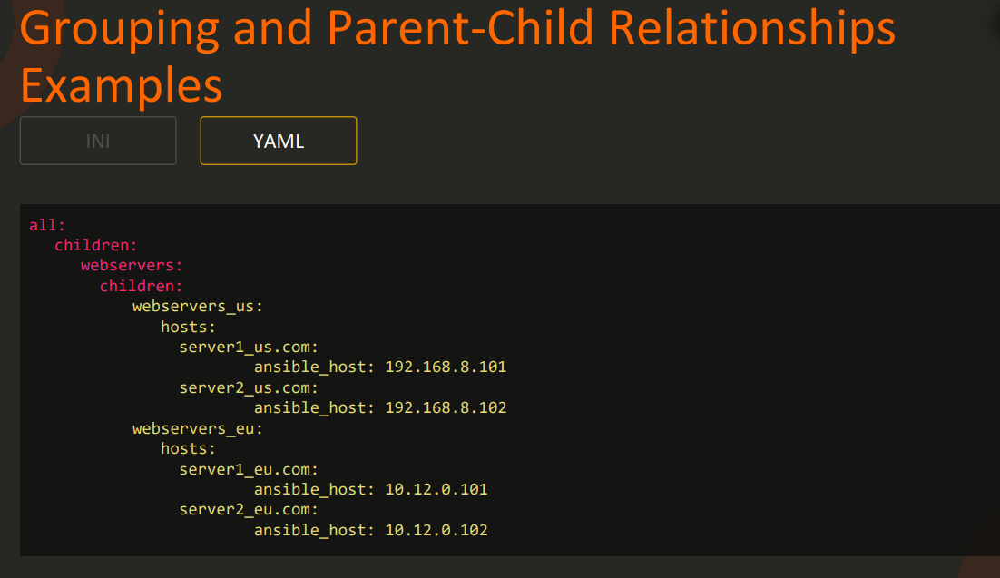 Grouping and Parent-Child Relationships
Examples
INI
YAML
all:
children:
webservers:
children:
webservers_us:
hosts:
server1_us.com:
ansible_host: 192.168.8.101
server2_us.com:
ansible_host: 192.168.8.102
webservers_eu:
hosts:
server1_eu.com:
ansible_host: 10.12.0.101
server2_eu.com:
ansible_host: 10.12.0.102